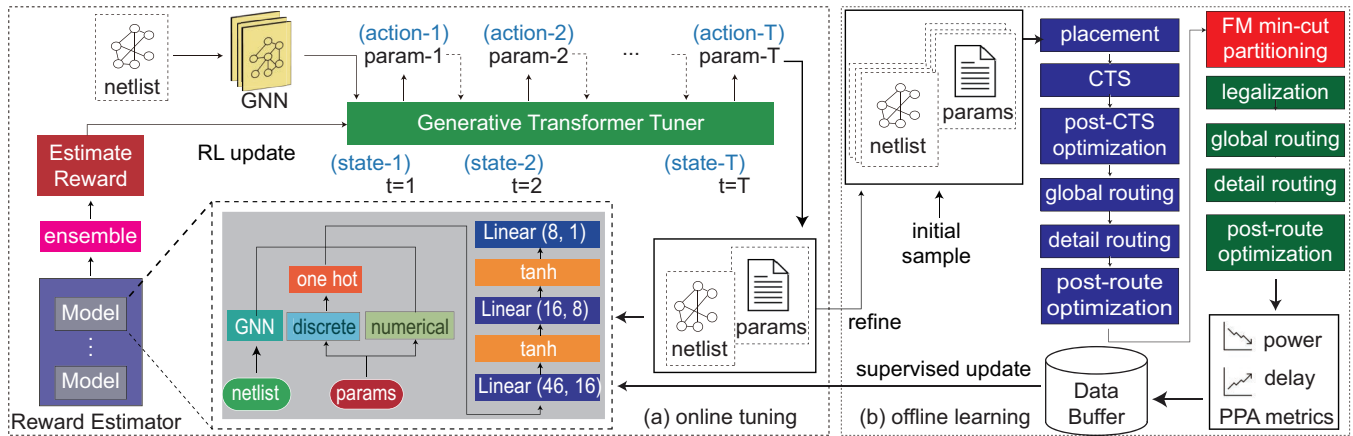 netlist
GNN
(action-1)
param-1
(action-2)
param-2
...
(action-T)
param-T
Generative Transformer Tuner
RL update
(state-1)
t=1
(state-2)
t=2
(state-T)
t=T
Estimate
Reward
ensemble
Model
Model
Reward Estimator
one hot
GNN
discrete
numerical
netlist
params
Linear (8, 1)
tanh
Linear (16, 8)
tanh
Linear (46, 16)
params
netlist
(a) online tuning
params
netlist
initial
sample
refine
supervised update
placement
CTS
post-CTS
optimization
global routing
detail routing
post-route
optimization
FM min-cut
partitioning
legalization
global routing
detail routing
post-route
optimization
power
delay
PPA metrics
Data
Buffer
(b) offline learning